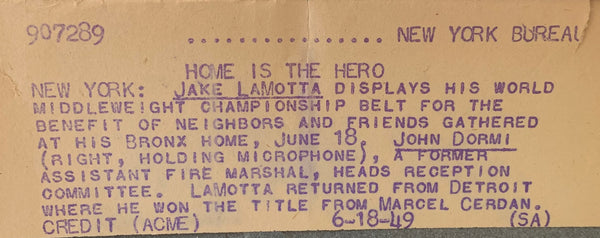 907289 ................ NEW YORK BUREAU
HOME IS THE HERO
NEW YORK: JAKE LAMOTTA DISPLAYS HIS WORLD
MIDDLEWEIGHT CHAMPIONSHIP BELT FOR THE
BENEFIT OF NEIGHBORS AND FRIENDS GATHERED
AT HIS BRONX HOME, JUNE 18. JOHN DORMI
(RIGHT, HOLDING MICROPHONE), A FORMER
ASSISTANT FIRE MARSHAL, HEADS RECEPTION
COMMITTEE. LAMOTTA RETURNED FROM DETROIT
WHERE HE WON THE TITLE FROM MARCEL CERDAN.
CREDIT (ACME) 6-18-49 (SA)